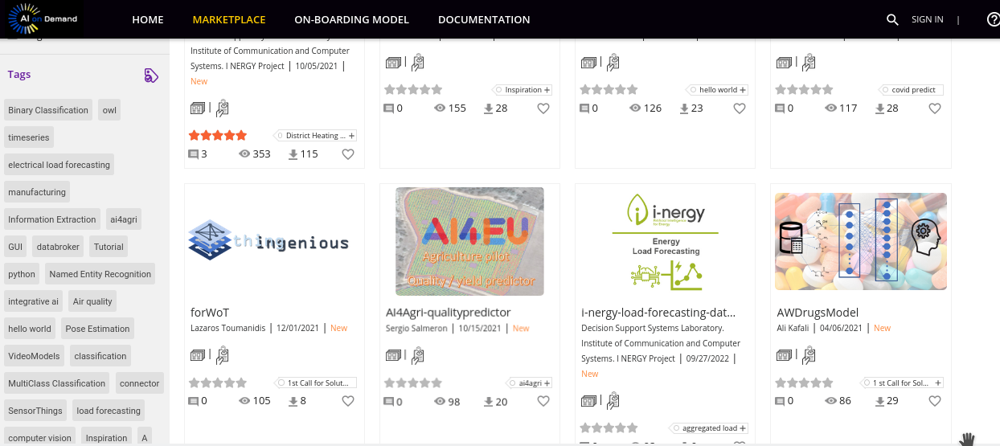 AI on Demand
HOME
MARKETPLACE
ON-BOARDING MODEL
DOCUMENTATION
SIGN IN |
Tags
Binary Classification
owl
timeseries
electrical load forecasting
manufacturing
Information Extraction
ai4agri
GUI
databroker
Tutorial
python
Named Entity Recognition
integrative ai
Air quality
hello world
Pose Estimation
VideoModels
classification
MultiClass Classification
connector
SensorThings
load forecasting
computer vision
Inspiration
A
Institute of Communication and Computer
Systems. I NERGY Project | 10/05/2021 |
New
District Heating ... +
3 353 115
Inspiration +
0 155 28
hello world +
0 126 23
covid predict
0 117 28
thingenious
forWoT
Lazaros Toumanidis | 12/01/2021 | New
1st Call for Solut...
0 105 8
AI4EU
Agriculture pilot
Quality / yield predictor
AI4Agri-qualitypredictor
Sergio Salmeron | 10/15/2021 | New
ai4agri +
0 98 20
i-nergy
Energy
Load Forecasting
i-nergy-load-forecasting-dat...
Decision Support Systems Laboratory.
Institute of Communication and Computer
Systems. I NERGY Project | 09/27/2022 |
New
aggregated load +
AWDrugsModel
Ali Kafali | 04/06/2021 | New
1 st Call for Sol... +
0 86 29